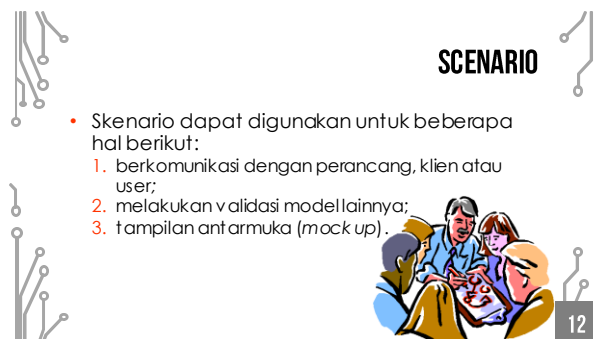 SCENARIO
• Skenario dapat digunakan untuk beberapa
hal berikut:
1. berkomunikasi dengan perancang, klien atau
user;
2. melakukan validasi model lainnya;
3. tampilan antarmuka (mock up).
12